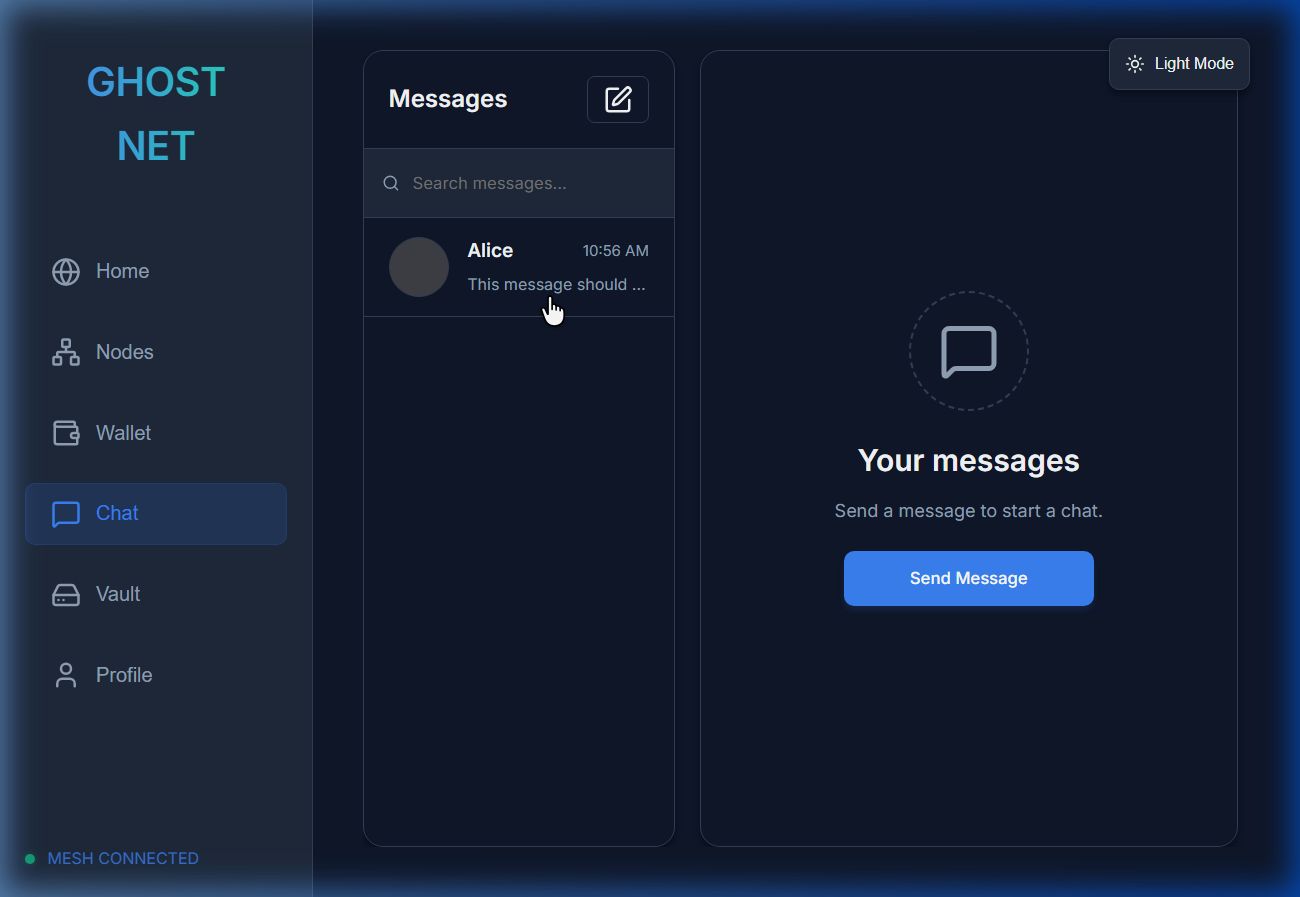 GHOST
NET
Home
Nodes
Wallet
Chat
Vault
Profile
MESH CONNECTED
Messages
Search messages...
Alice
10:56 AM
This message should ...
Light Mode
Your messages
Send a message to start a chat.
Send Message